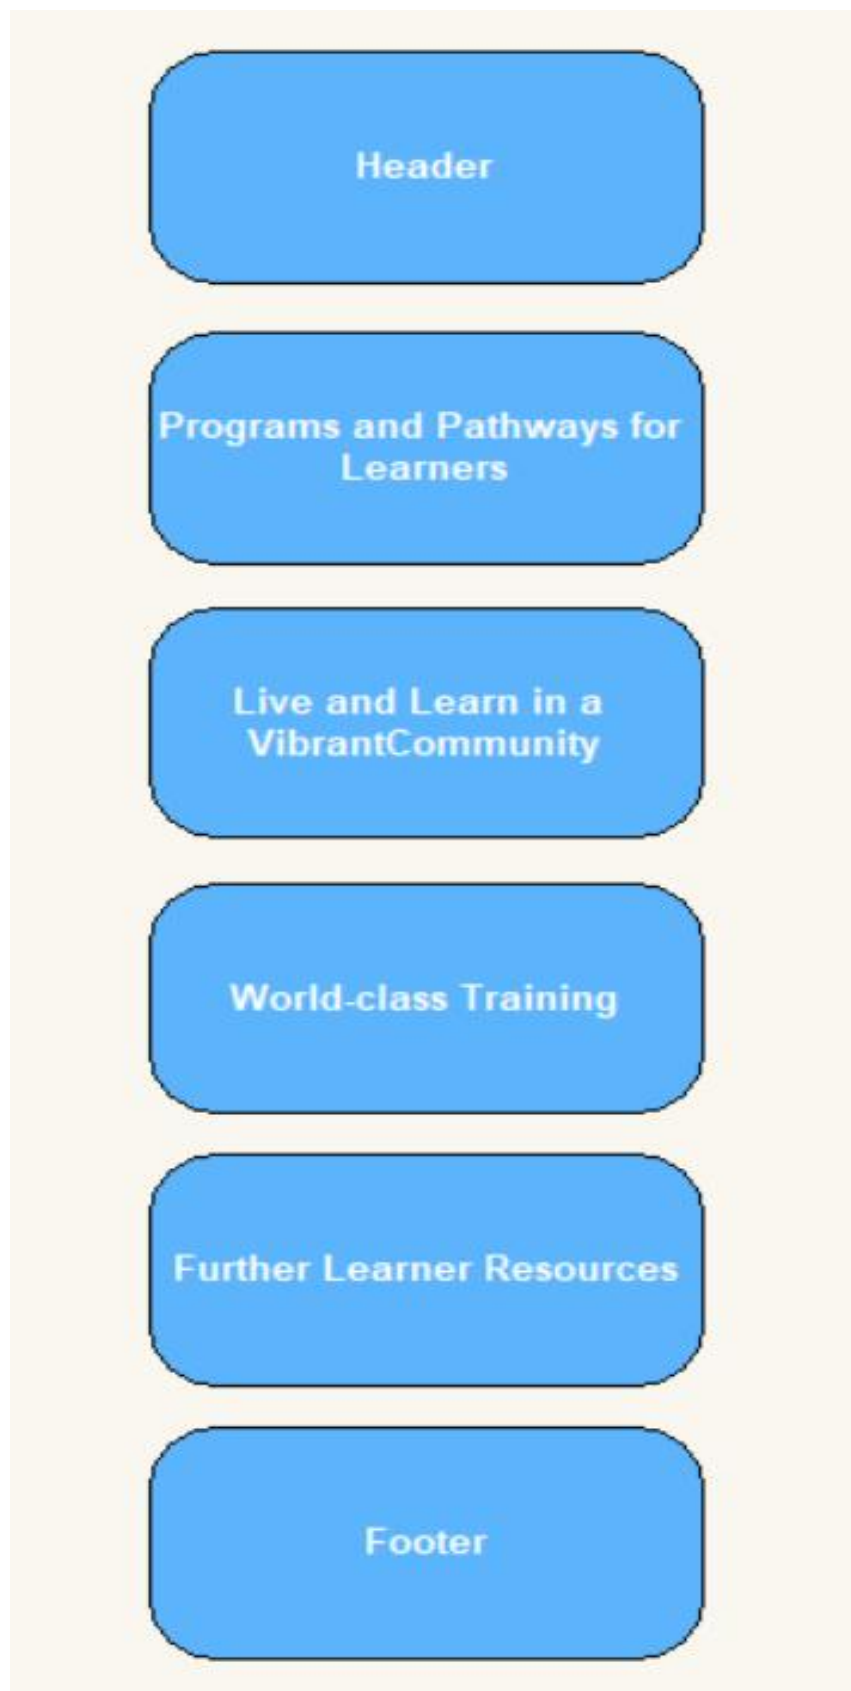 Header
Programs and Pathways for
Learners
Live and Learn in a
VibrantCommunity
World-class Training
Further Learner Resources
Footer